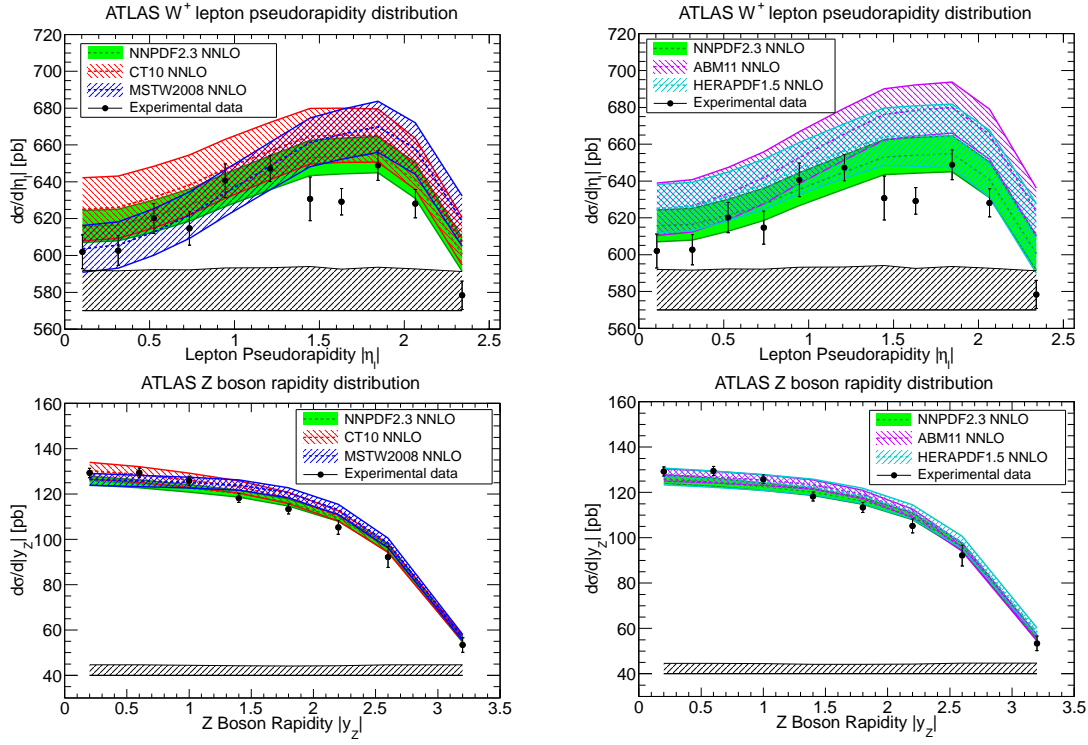 ATLAS W⁺ lepton pseudorapidity distribution
dσ/d|η_l| [pb]
720
700
680
660
640
620
600
580
560
NNPDF2.3 NNLO
CT10 NNLO
MSTW2008 NNLO
Experimental data
0 0.5 1 1.5 2 2.5
Lepton Pseudorapidity |η_l|
ATLAS W⁺ lepton pseudorapidity distribution
dσ/d|η_l| [pb]
720
700
680
660
640
620
600
580
560
NNPDF2.3 NNLO
ABM11 NNLO
HERAPDF1.5 NNLO
Experimental data
0 0.5 1 1.5 2 2.5
Lepton Pseudorapidity |η_l|
ATLAS Z boson rapidity distribution
dσ/d|y_Z| [pb]
160
140
120
100
80
60
40
NNPDF2.3 NNLO
CT10 NNLO
MSTW2008 NNLO
Experimental data
0 0.5 1 1.5 2 2.5 3 3.5
Z Boson Rapidity |y_Z|
ATLAS Z boson rapidity distribution
dσ/d|y_Z| [pb]
160
140
120
100
80
60
40
NNPDF2.3 NNLO
ABM11 NNLO
HERAPDF1.5 NNLO
Experimental data
0 0.5 1 1.5 2 2.5 3 3.5
Z Boson Rapidity |y_Z|